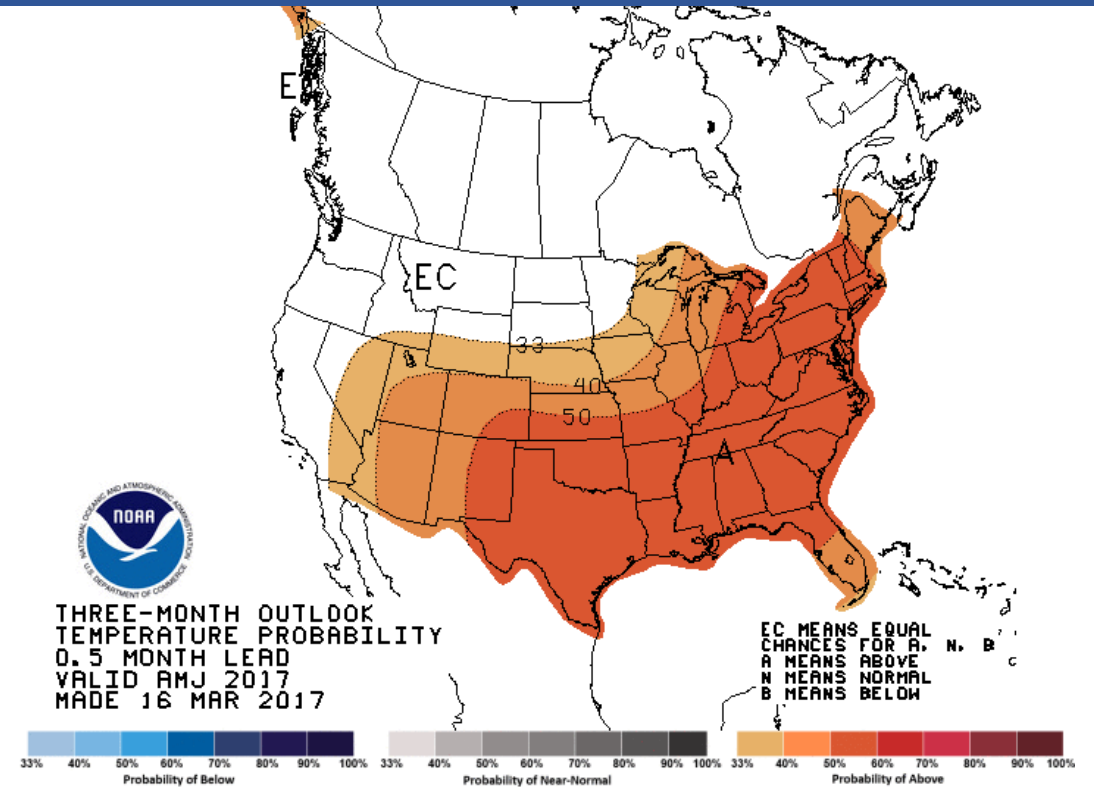 E
EC
33
40
50
A
NATIONAL OCEANIC AND ATMOSPHERIC ADMINISTRATION
NOAA
U.S. DEPARTMENT OF COMMERCE
THREE-MONTH OUTLOOK
TEMPERATURE PROBABILITY
0.5 MONTH LEAD
VALID AMJ 2017
MADE 16 MAR 2017
EC MEANS EQUAL
CHANCES FOR A, N, B
A MEANS ABOVE
N MEANS NORMAL
B MEANS BELOW
33% 40% 50% 60% 70% 80% 90% 100%
Probability of Below
33% 40% 50% 60% 70% 80% 90% 100%
Probability of Near-Normal
33% 40% 50% 60% 70% 80% 90% 100%
Probability of Above